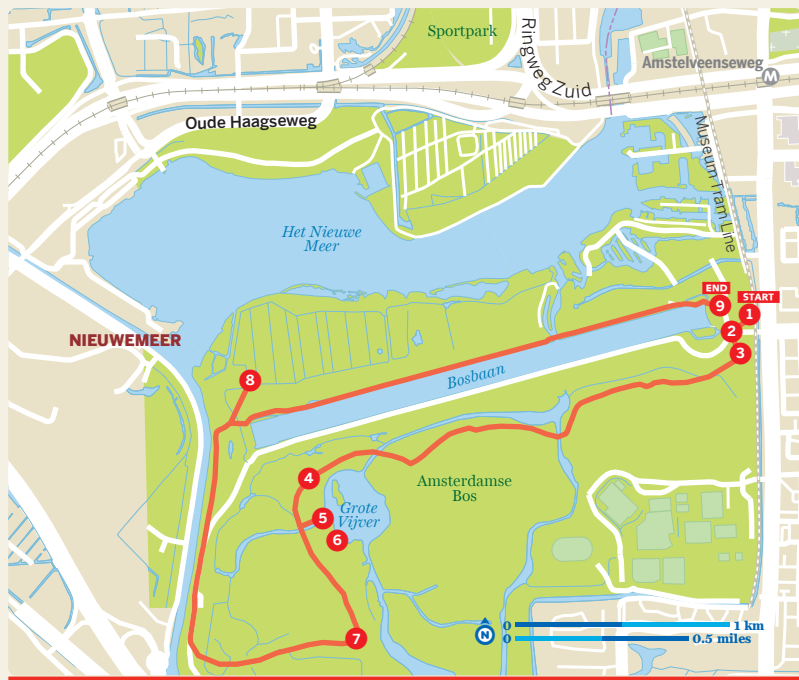 Sportpark
Ringweg Zuid
Amstelveenseweg
M
Oude Haagseweg
Museum Tram Line
Het Nieuwe
Meer
END
START
9
1
2
3
NIEUWEMEER
8
Bosbaan
4
Amsterdamse
Bos
5
Grote
Vijver
6
7
N
0 1 km
0 0.5 miles